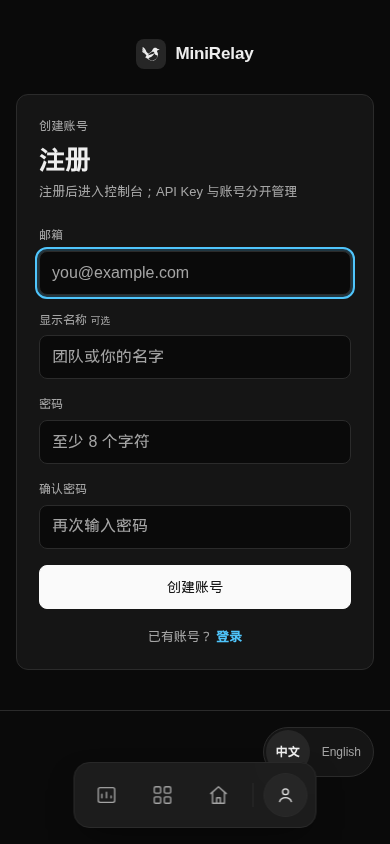 MiniRelay
创建账号
注册
注册后进入控制台；API Key 与账号分开管理
邮箱
you@example.com
显示名称 可选
团队或你的名字
密码
至少 8 个字符
确认密码
再次输入密码
创建账号
已有账号？登录
中文 English